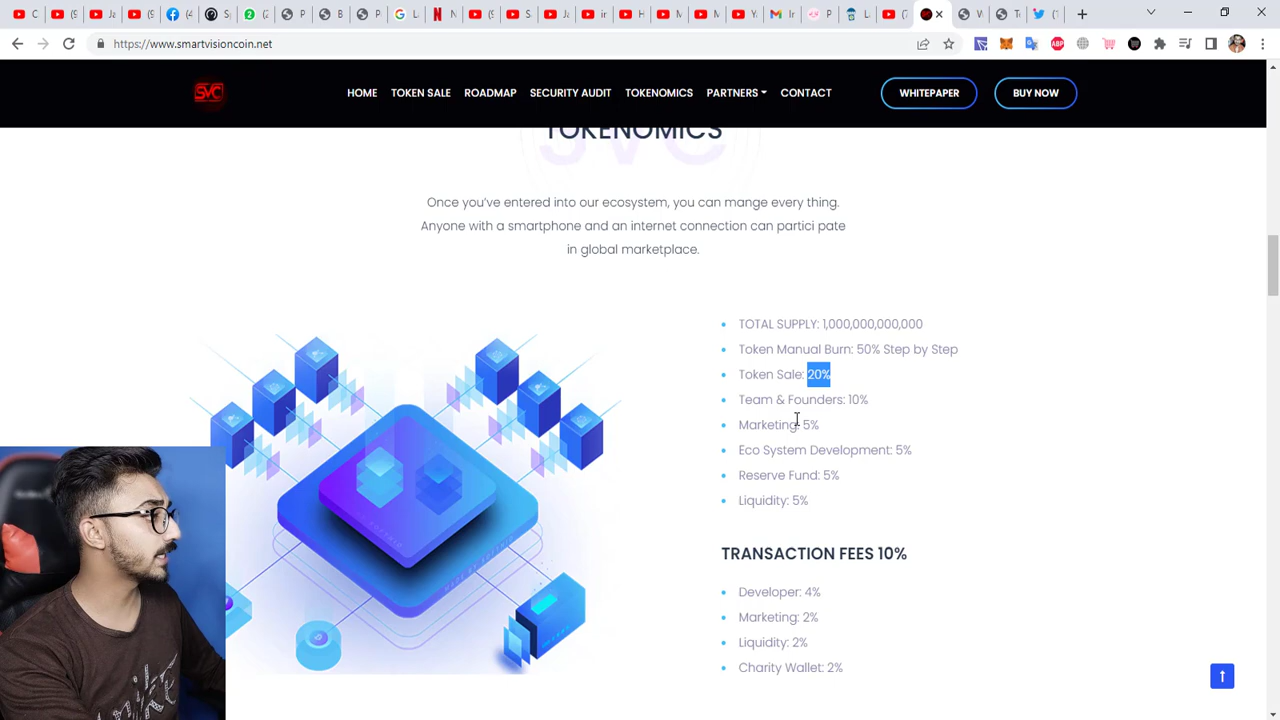 https://www.smartvisioncoin.net
SVC
HOME
TOKEN SALE
ROADMAP
SECURITY AUDIT
TOKENOMICS
PARTNERS
CONTACT
WHITEPAPER
BUY NOW
TOKENOMICS
Once you've entered into our ecosystem, you can mange every thing.
Anyone with a smartphone and an internet connection can partici pate
in global marketplace.
TOTAL SUPPLY: 1,000,000,000,000
Token Manual Burn: 50% Step by Step
Token Sale: 20%
Team & Founders: 10%
Marketing: 5%
Eco System Development: 5%
Reserve Fund: 5%
Liquidity: 5%
TRANSACTION FEES 10%
Developer: 4%
Marketing: 2%
Liquidity: 2%
Charity Wallet: 2%